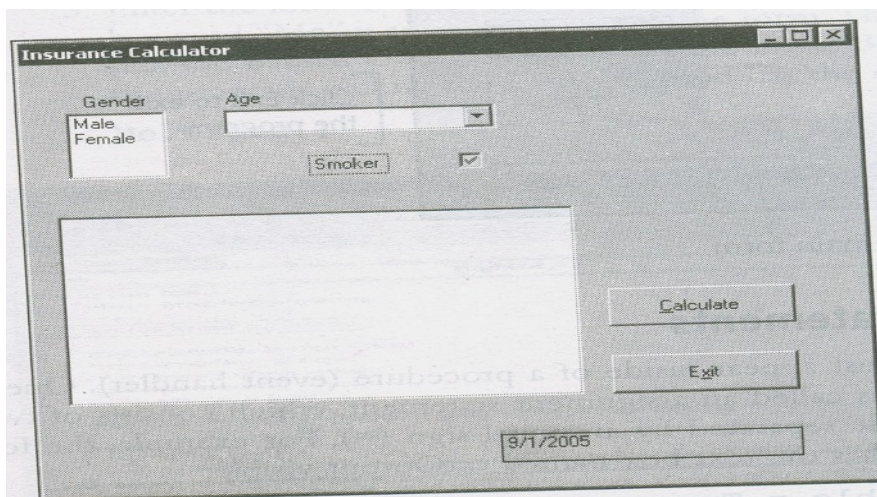 Insurance Calculator
Gender
Age
Male
Female
Smoker
Calculate
Exit
9/1/2005